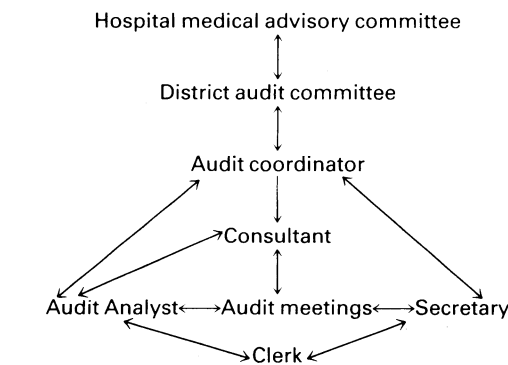 Hospital medical advisory committee
District audit committee
Audit coordinator
Consultant
Audit Analyst Audit meetings Secretary
Clerk